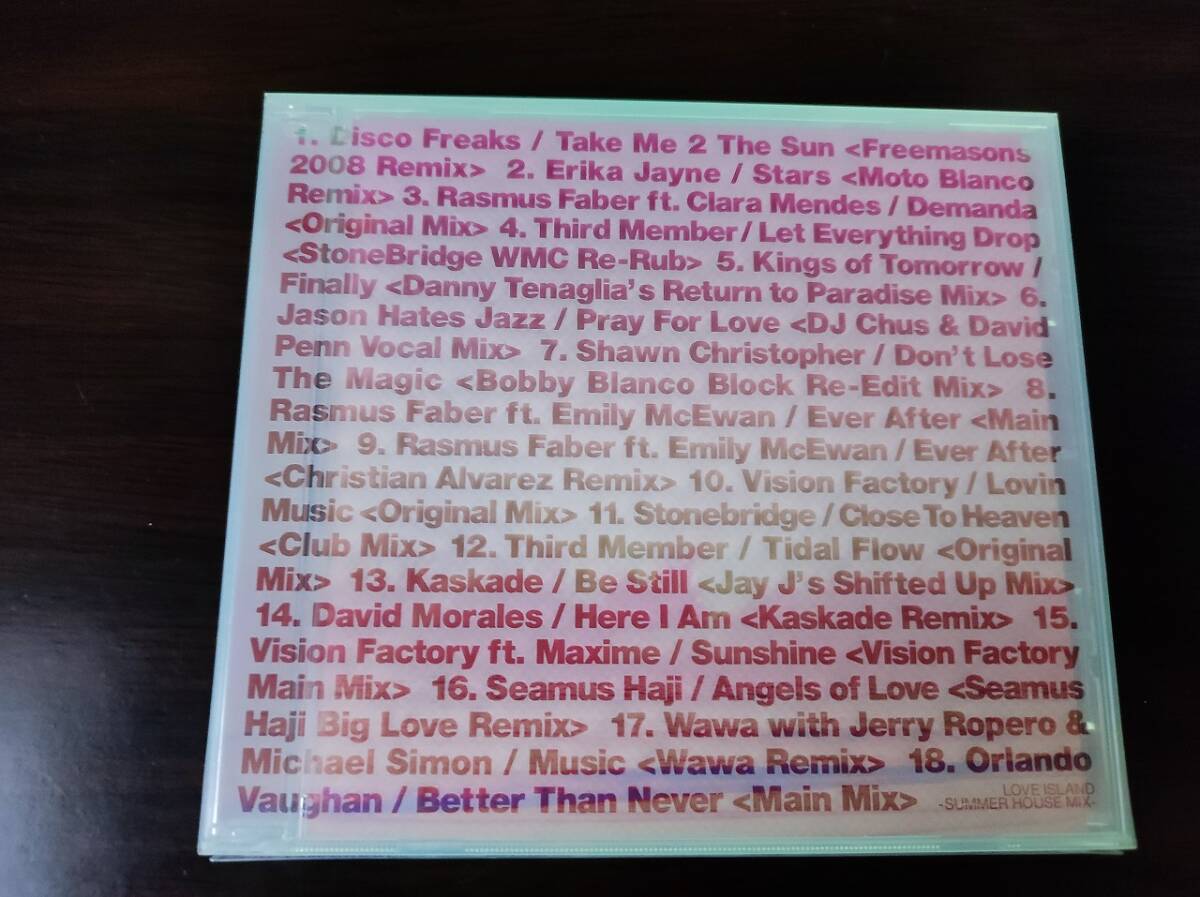 1. Disco Freaks / Take Me 2 The Sun <Freemasons
2008 Remix> 2. Erika Jayne / Stars <Moto Blanco
Remix> 3. Rasmus Faber ft. Clara Mendes / Demanda
<Original Mix> 4. Third Member / Let Everything Drop
<StoneBridge WMC Re-Rub> 5. Kings of Tomorrow /
Finally <Danny Tenaglia's Return to Paradise Mix> 6.
Jason Hates Jazz / Pray For Love <DJ Chus & David
Penn Vocal Mix> 7. Shawn Christopher / Don't Lose
The Magic <Bobby Blanco Block Re-Edit Mix> 8.
Rasmus Faber ft. Emily McEwan / Ever After <Main
Mix> 9. Rasmus Faber ft. Emily McEwan / Ever After
<Christian Alvarez Remix> 10. Vision Factory / Lovin
Music <Original Mix> 11. Stonebridge / Close To Heaven
<Club Mix> 12. Third Member / Tidal Flow <Original
Mix> 13. Kaskade / Be Still <Jay J's Shifted Up Mix>
14. David Morales / Here I Am <Kaskade Remix> 15.
Vision Factory ft. Maxime / Sunshine <Vision Factory
Main Mix> 16. Seamus Haji / Angels of Love <Seamus
Haji Big Love Remix> 17. Wawa with Jerry Ropero &
Michael Simon / Music <Wawa Remix> 18. Orlando
Vaughan / Better Than Never <Main Mix>
LOVE ISLAND
-SUMMER HOUSE MIX-